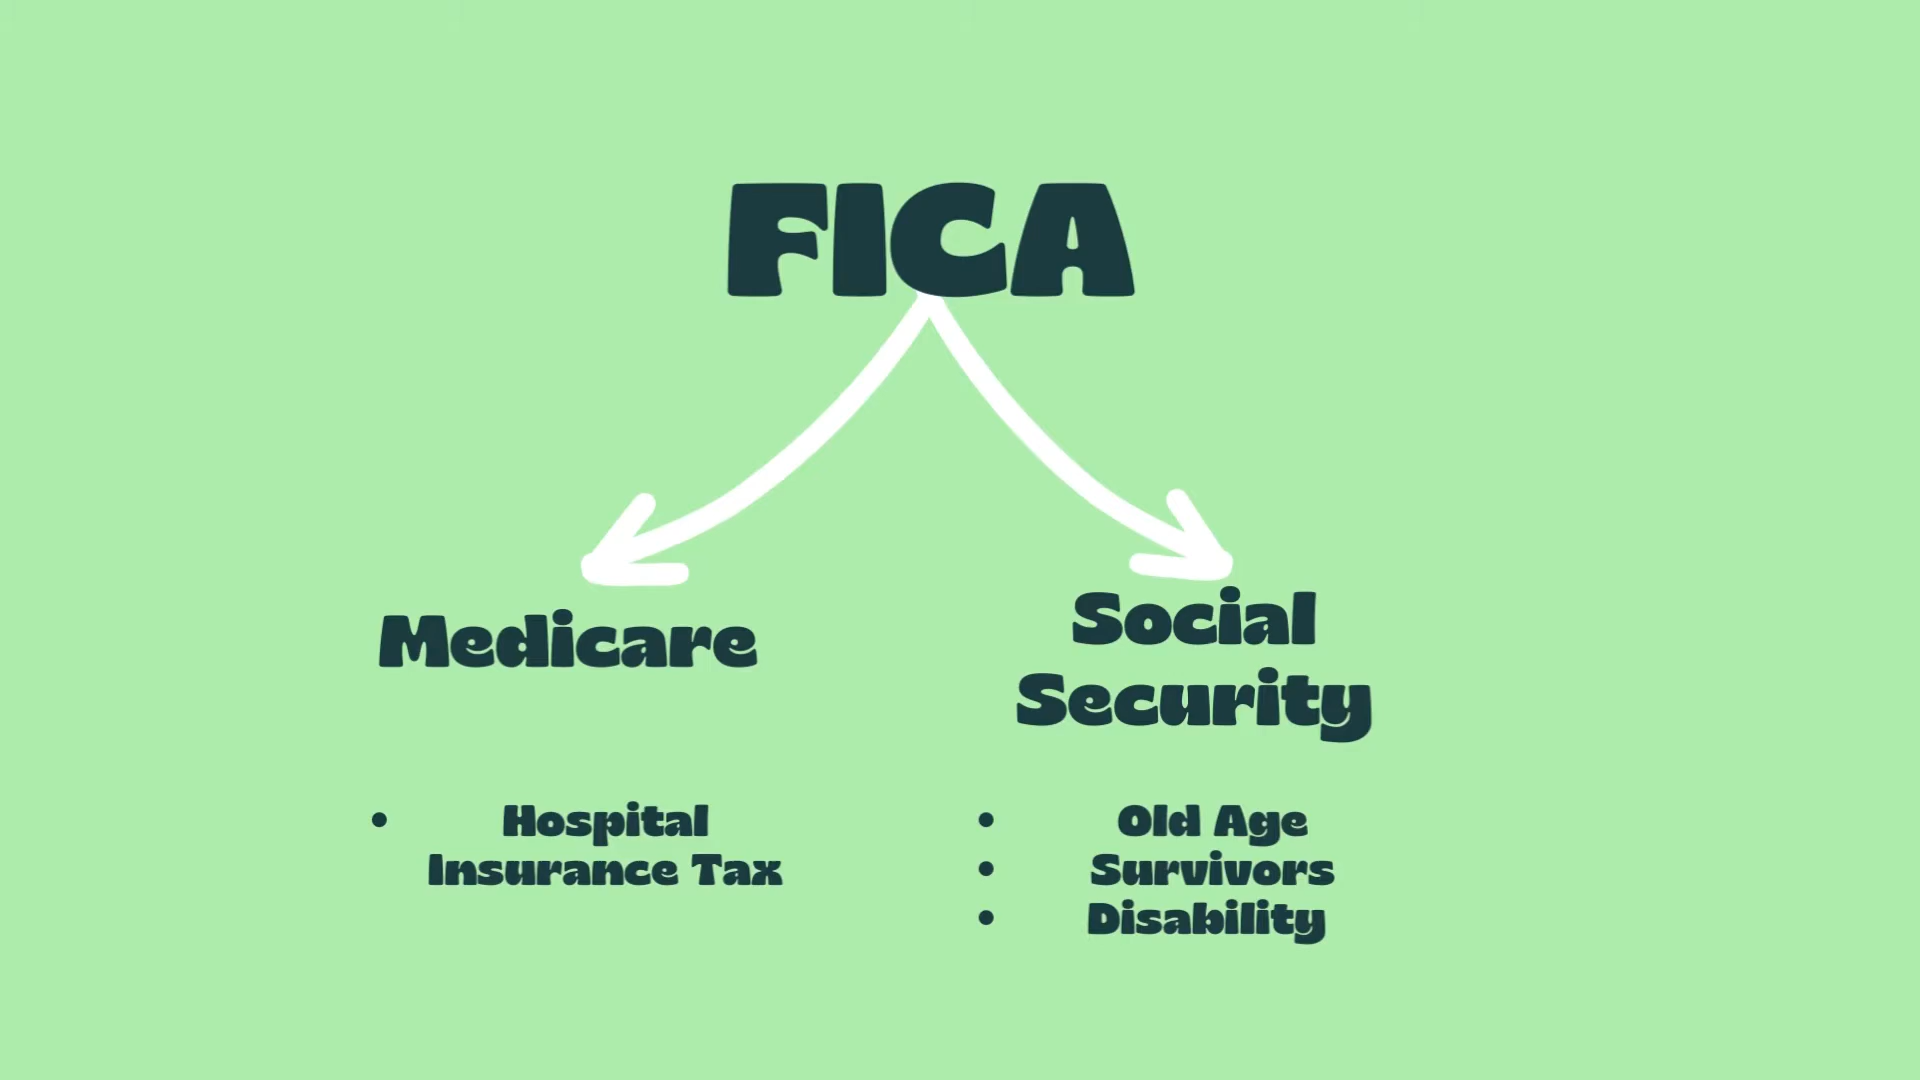 FICA
Medicare
Social
Security
• Hospital
Insurance Tax
• Old Age
• Survivors
• Disability